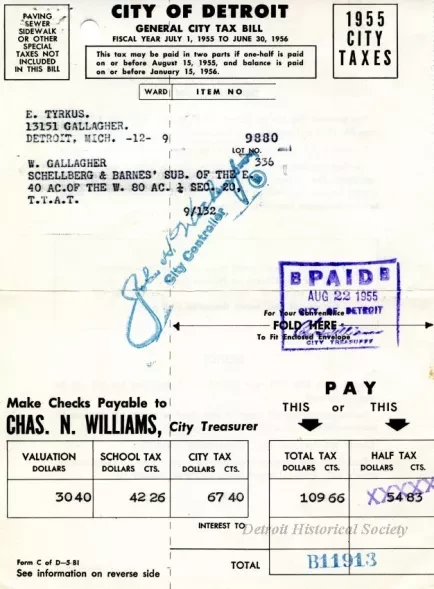 PAVING
SEWER
SIDEWALK
OR OTHER
SPECIAL
TAXES NOT
INCLUDED
IN THIS BILL
CITY OF DETROIT
GENERAL CITY TAX BILL
FISCAL YEAR JULY 1, 1955 TO JUNE 30, 1956
This tax may be paid in two parts if one-half is paid
on or before August 15, 1955, and balance is paid
on or before January 15, 1956.
1955
CITY
TAXES
WARD ITEM NO
E. TYRKUS.
13151 GALLAGHER.
DETROIT, MICH. -12- 9 9880
LOT NO.
W. GALLAGHER 336
SCHELLBERG & BARNES' SUB. OF THE E.
40 AC.OF THE W. 80 AC. ½ SEC. 20.
T.T.A.T.
9/132
City Controller
PAID
AUG 22 1955
CITY OF DETROIT
CITY TREASURER
For Your Convenience
FOLD HERE
To Fit Enclosed Envelope
Make Checks Payable to
CHAS. N. WILLIAMS, City Treasurer
PAY
THIS or THIS
VALUATION DOLLARS SCHOOL TAX DOLLARS CTS. CITY TAX DOLLARS CTS. TOTAL TAX DOLLARS CTS. HALF TAX DOLLARS CTS.
3040 42 26 67 40 109 66 XXXXX 54 83
INTEREST TO
Detroit Historical Society
TOTAL B11913
Form C of D-5-BI
See information on reverse side